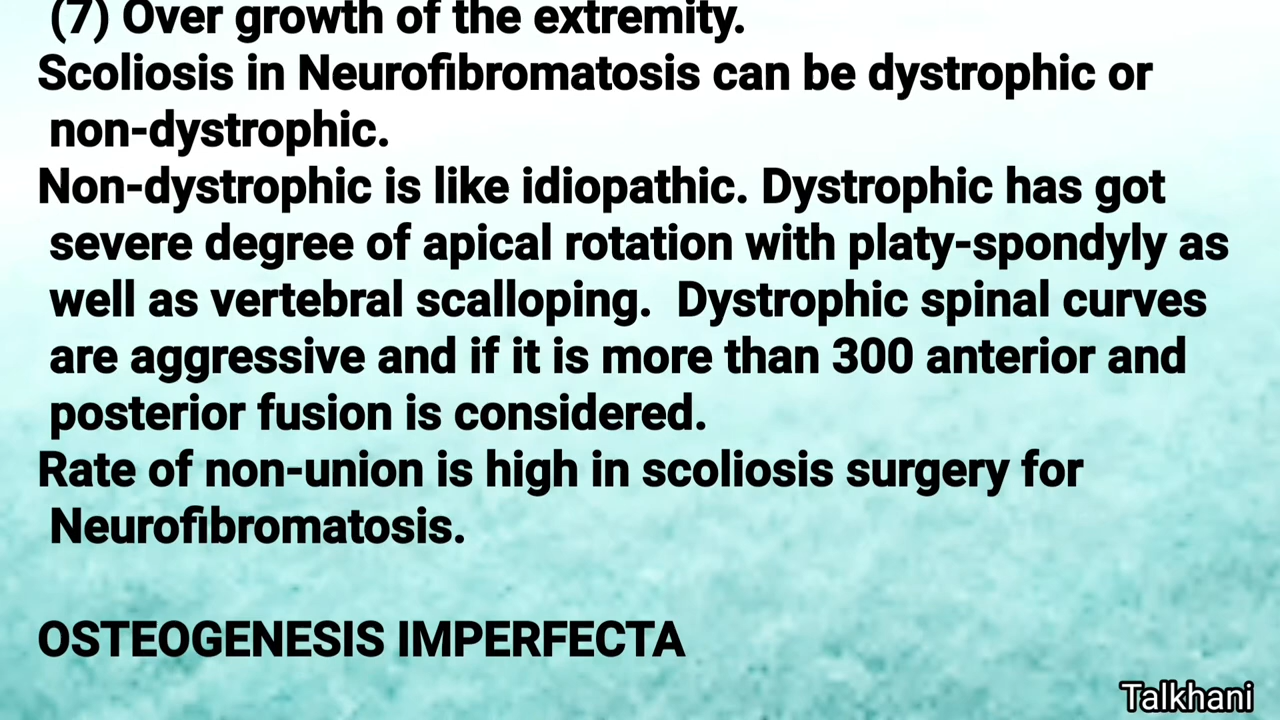 (7) Over growth of the extremity.
Scoliosis in Neurofibromatosis can be dystrophic or
non-dystrophic.
Non-dystrophic is like idiopathic. Dystrophic has got
severe degree of apical rotation with platy-spondyly as
well as vertebral scalloping.  Dystrophic spinal curves
are aggressive and if it is more than 300 anterior and
posterior fusion is considered.
Rate of non-union is high in scoliosis surgery for
Neurofibromatosis.
OSTEOGENESIS IMPERFECTA
Talkhani